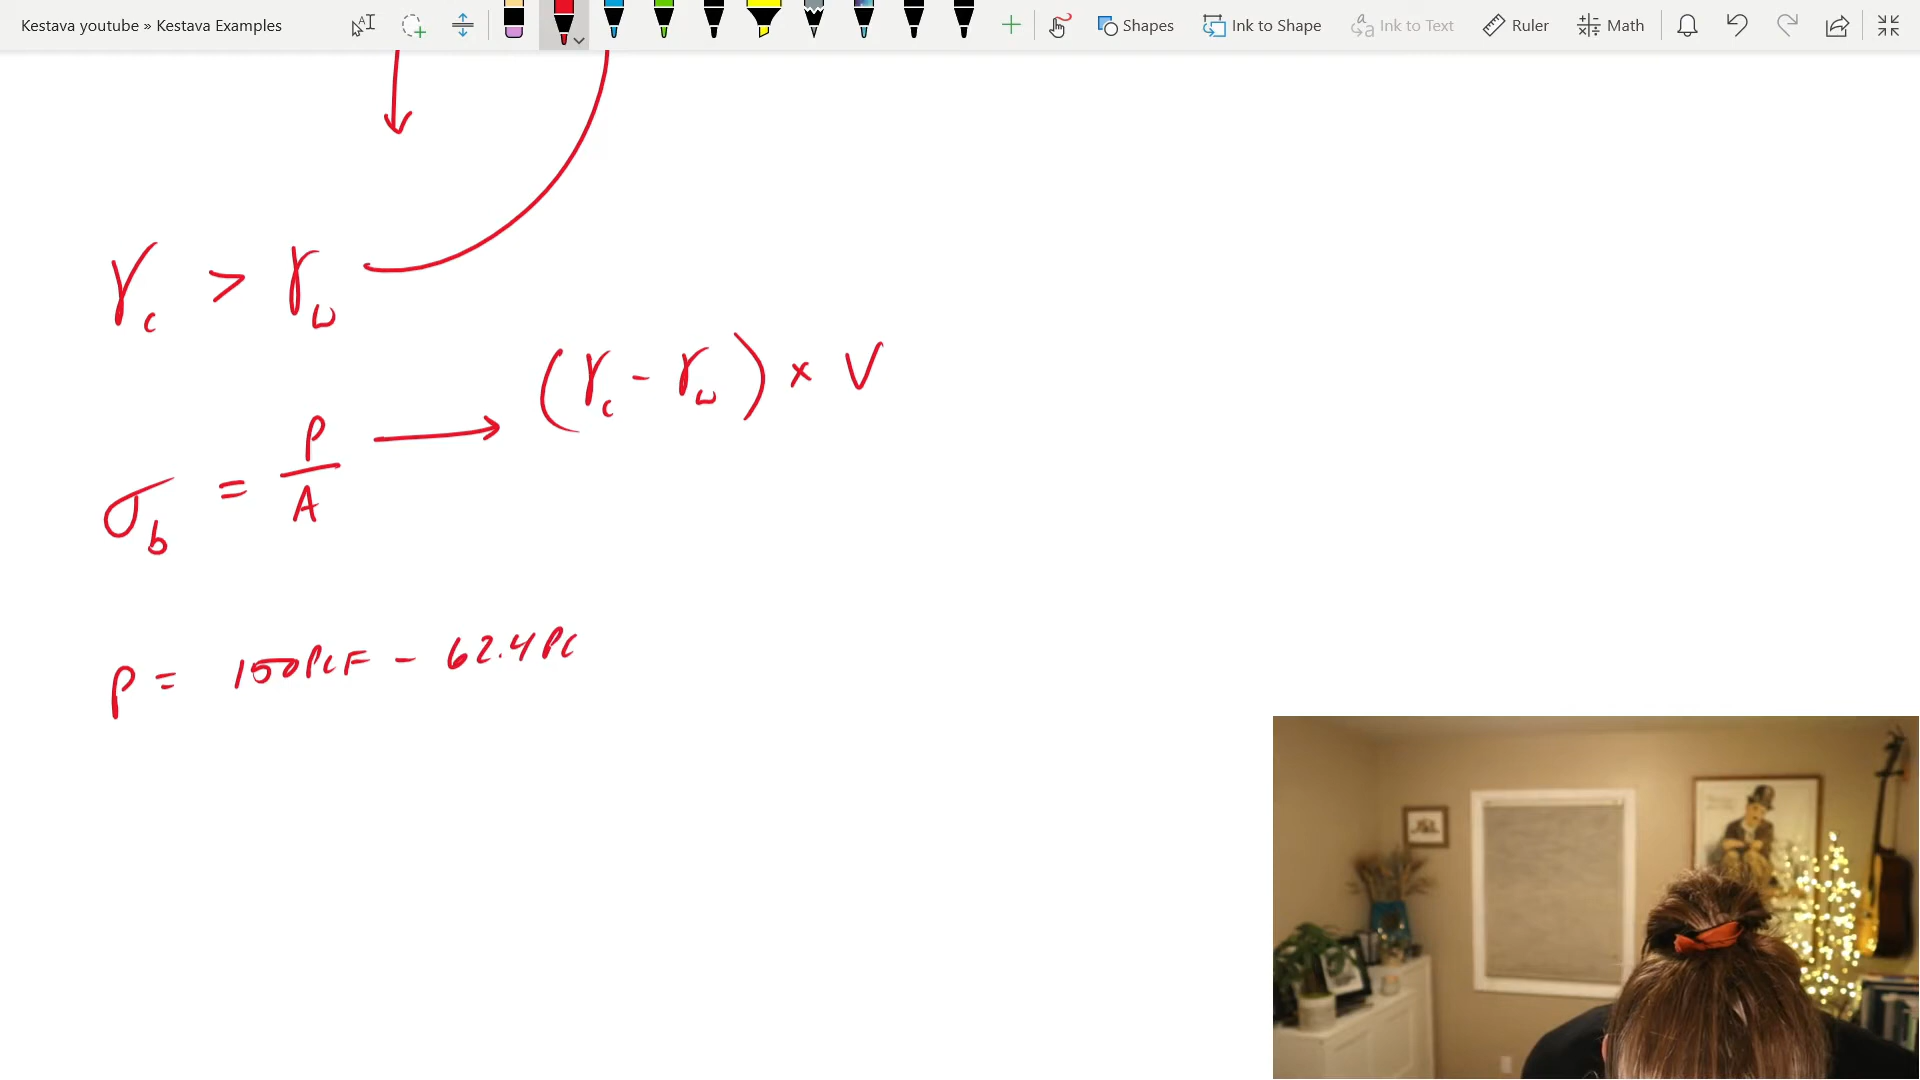 Kestava youtube » Kestava Examples Shapes Ink to Shape Ink to Text Ruler Math
γc > γw
(γc - γw) × V
σb = P/A
P = 150PCF - 62.4PC